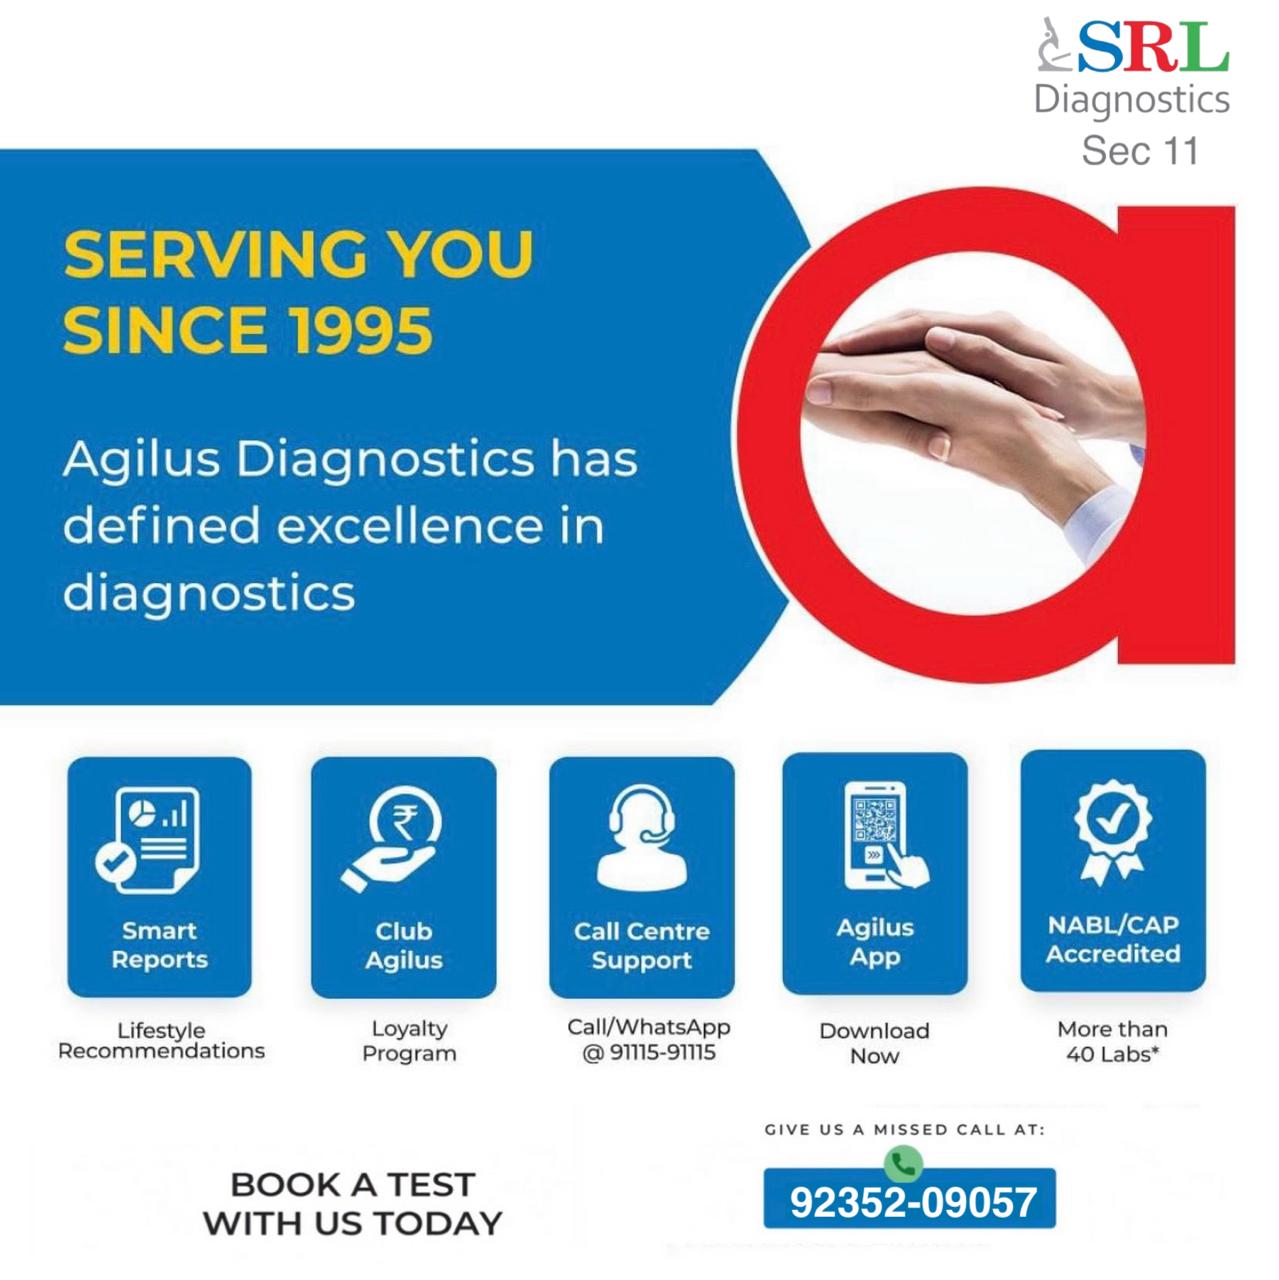 SRL
Diagnostics
Sec 11
SERVING YOU
SINCE 1995
Agilus Diagnostics has
defined excellence in
diagnostics
Smart
Reports
Lifestyle
Recommendations
Club
Agilus
Loyalty
Program
Call Centre
Support
Call/WhatsApp
@ 91115-91115
Agilus
App
Download
Now
NABL/CAP
Accredited
More than
40 Labs*
BOOK A TEST
WITH US TODAY
GIVE US A MISSED CALL AT:
92352-09057